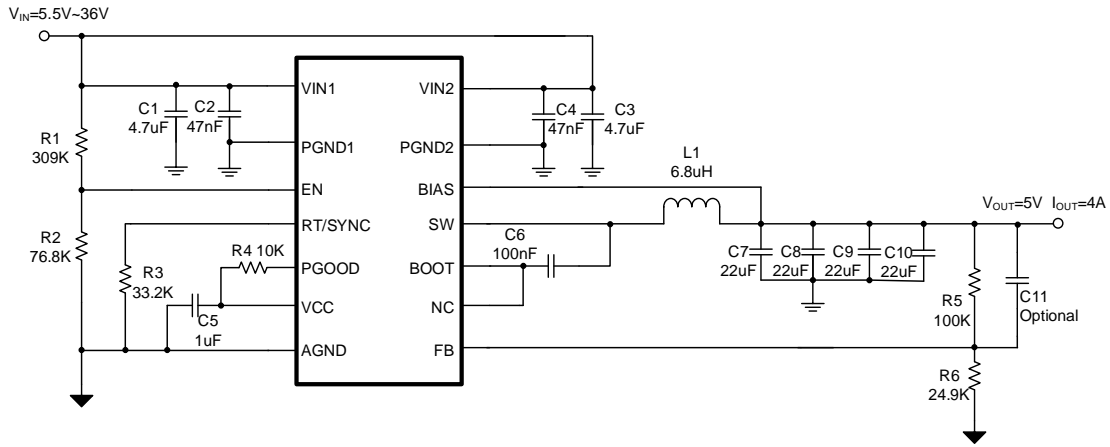 VIN=5.5V~36V
VIN1
VIN2
C1
4.7uF
C2
47nF
C4
47nF
C3
4.7uF
R1
309K
PGND1
PGND2
L1
6.8uH
EN
BIAS
VOUT=5V IOUT=4A
RT/SYNC
SW
R2
76.8K
R4 10K
C6
100nF
C7
22uF
C8
22uF
C9
22uF
C10
22uF
R3
33.2K
PGOOD
BOOT
R5
100K
C11
Optional
C5
1uF
VCC
NC
AGND
FB
R6
24.9K